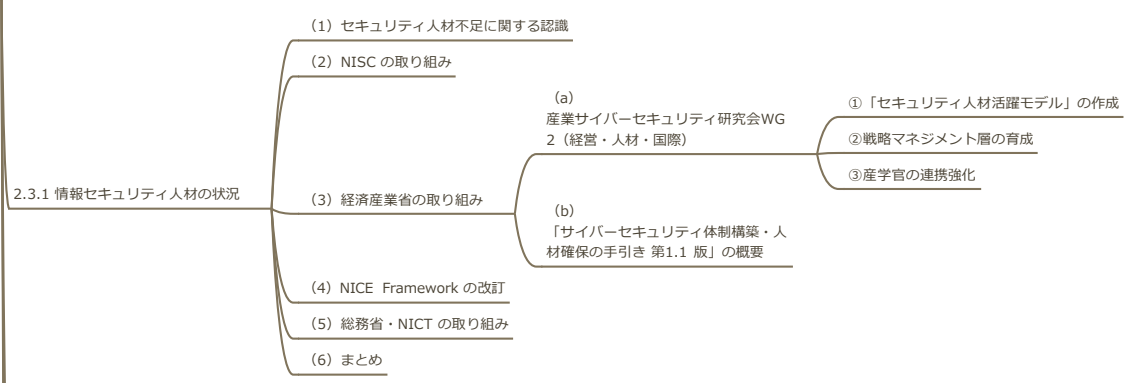 2.3.1 情報セキュリティ人材の状況
（1）セキュリティ人材不足に関する認識
（2）NISC の取り組み
（3）経済産業省の取り組み
（a）
産業サイバーセキュリティ研究会WG
2（経営・人材・国際）
①「セキュリティ人材活躍モデル」の作成
②戦略マネジメント層の育成
③産学官の連携強化
（b）
「サイバーセキュリティ体制構築・人
材確保の手引き 第1.1 版」の概要
（4）NICE Framework の改訂
（5）総務省・NICT の取り組み
（6）まとめ